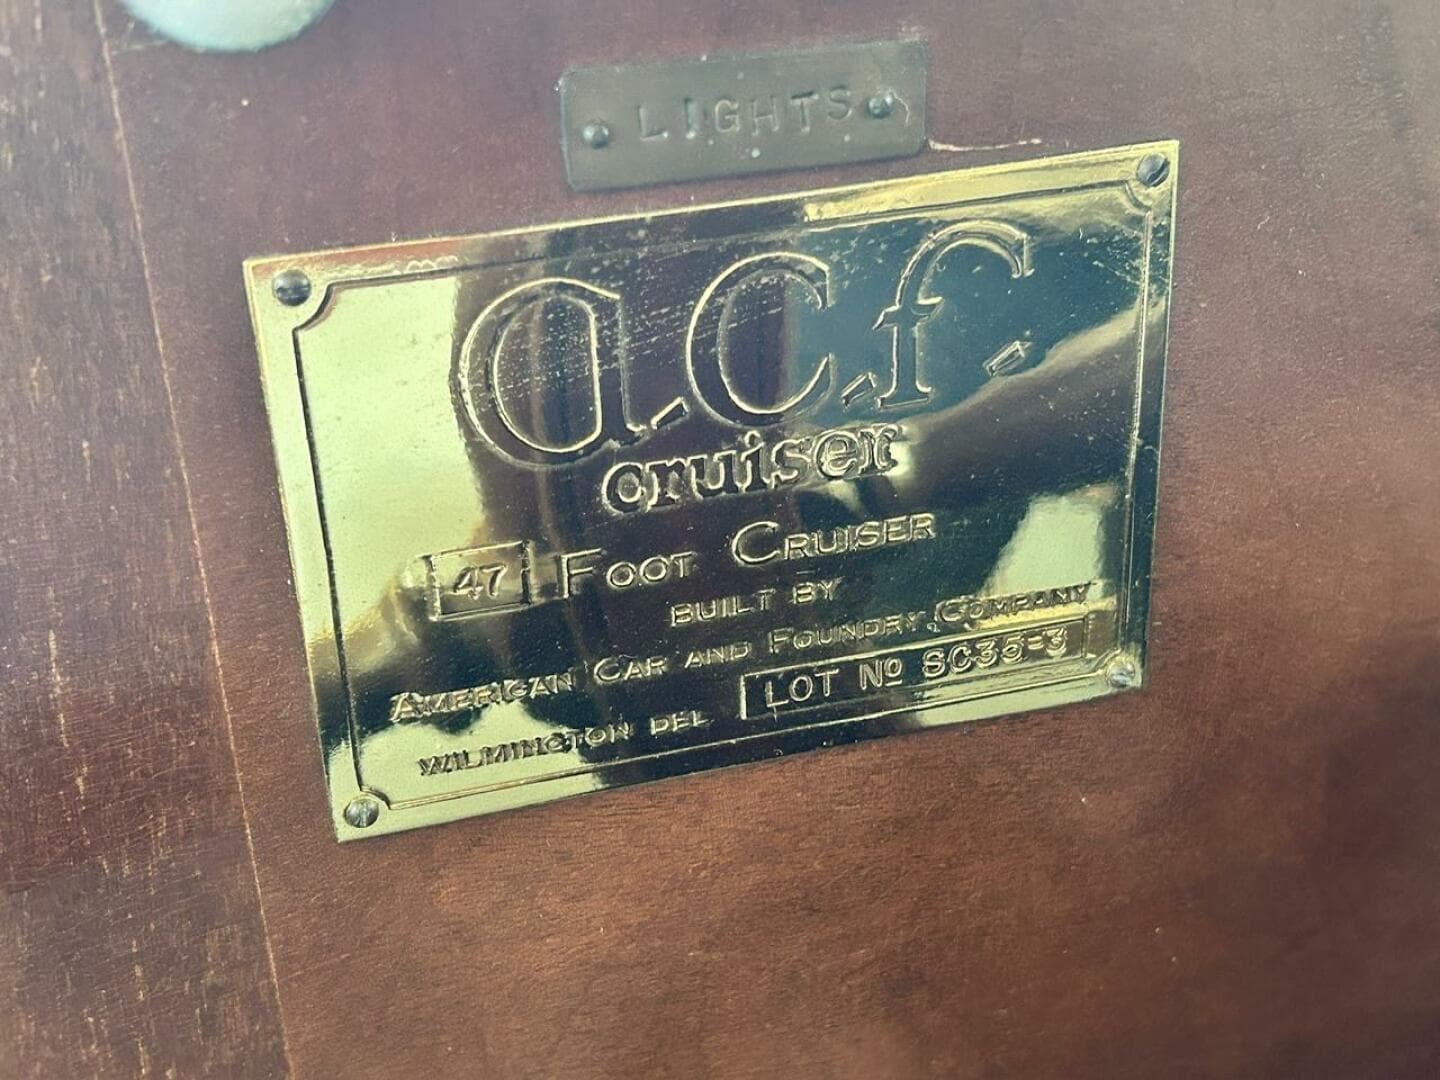 LIGHTS
a.c.f.
cruiser
47 FOOT CRUISER
BUILT BY
AMERICAN CAR AND FOUNDRY COMPANY
WILMINGTON DEL. LOT No SC35-3